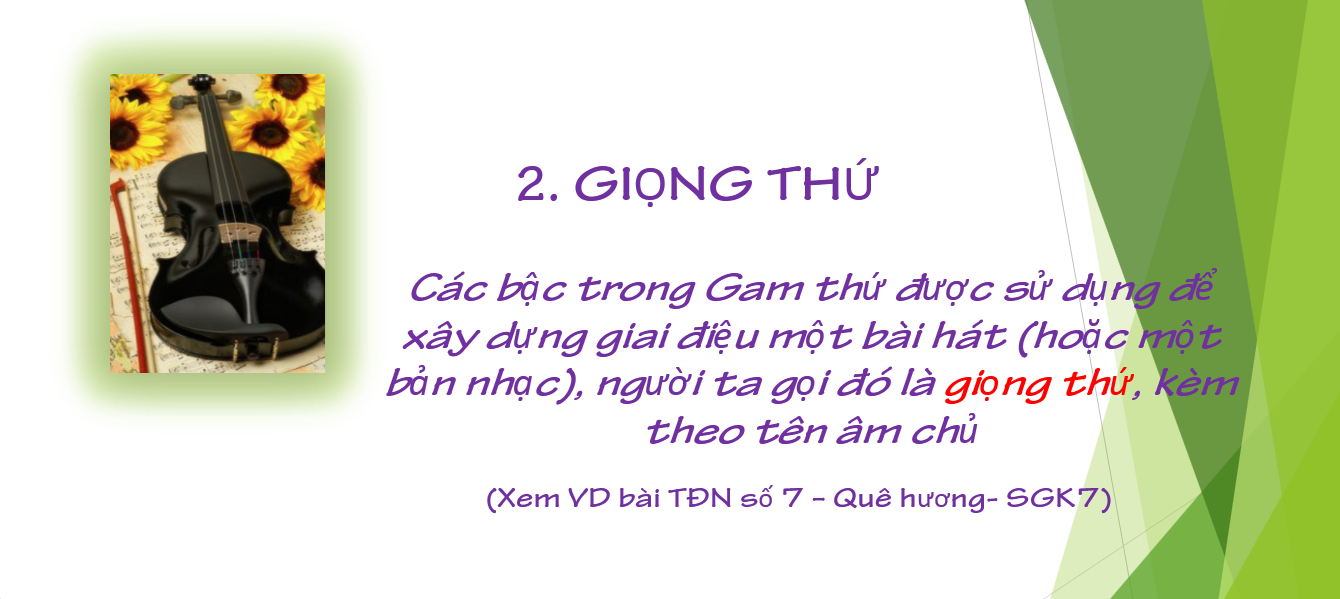 2. GIỌNG THỨ
Các bậc trong Gam thứ được sử dụng để
xây dựng giai điệu một bài hát (hoặc một
bản nhạc), người ta gọi đó là giọng thứ, kèm
theo tên âm chủ
(Xem VD bài TĐN số 7 – Quê hương- SGK7)